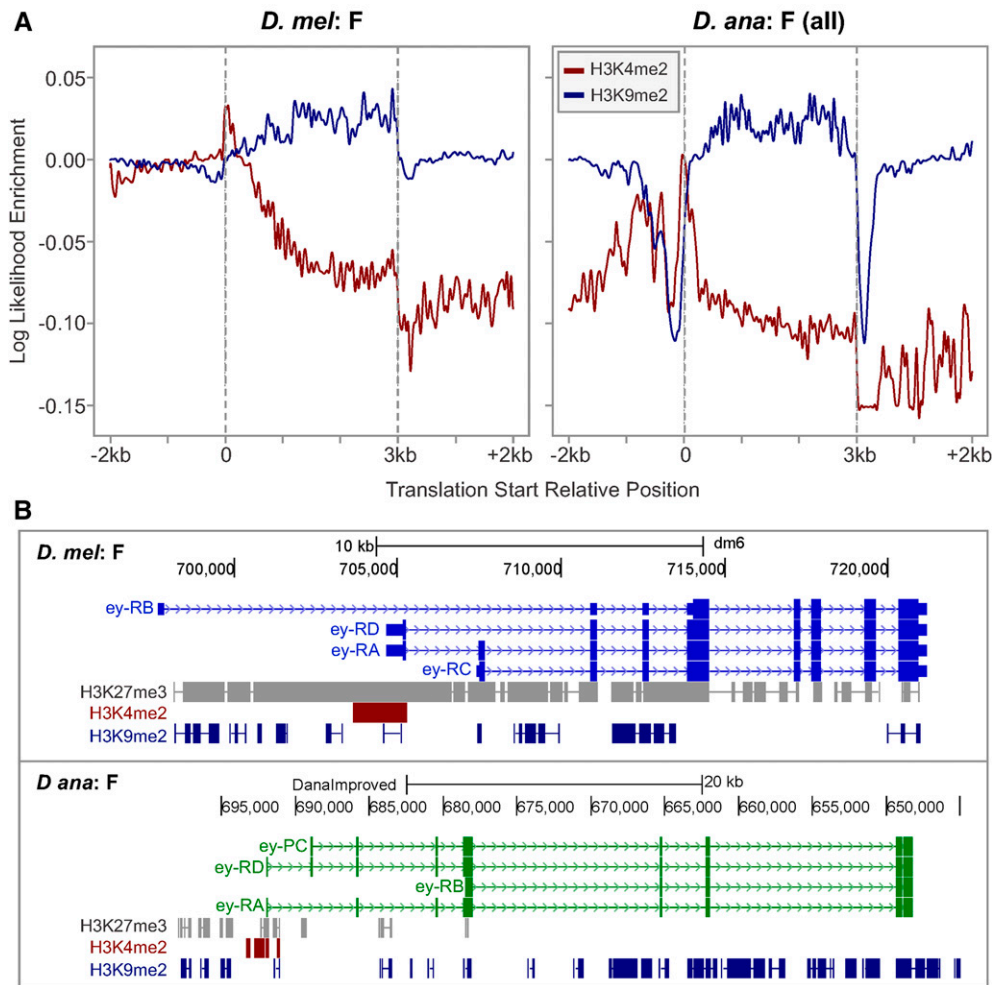 A
D. mel: F
D. ana: F (all)
H3K4me2
H3K9me2
Log Likelihood Enrichment
0.05
0.00
-0.05
-0.10
-0.15
-2kb 0 3kb +2kb
-2kb 0 3kb +2kb
Translation Start Relative Position
B
D. mel: F
10 kb dm6
700,000 705,000 710,000 715,000 720,000
ey-RB
ey-RD
ey-RA
ey-RC
H3K27me3
H3K4me2
H3K9me2
D ana: F
DanaImproved 20 kb
695,000 690,000 685,000 680,000 675,000 670,000 665,000 660,000 655,000 650,000
ey-PC
ey-RD
ey-RB
ey-RA
H3K27me3
H3K4me2
H3K9me2